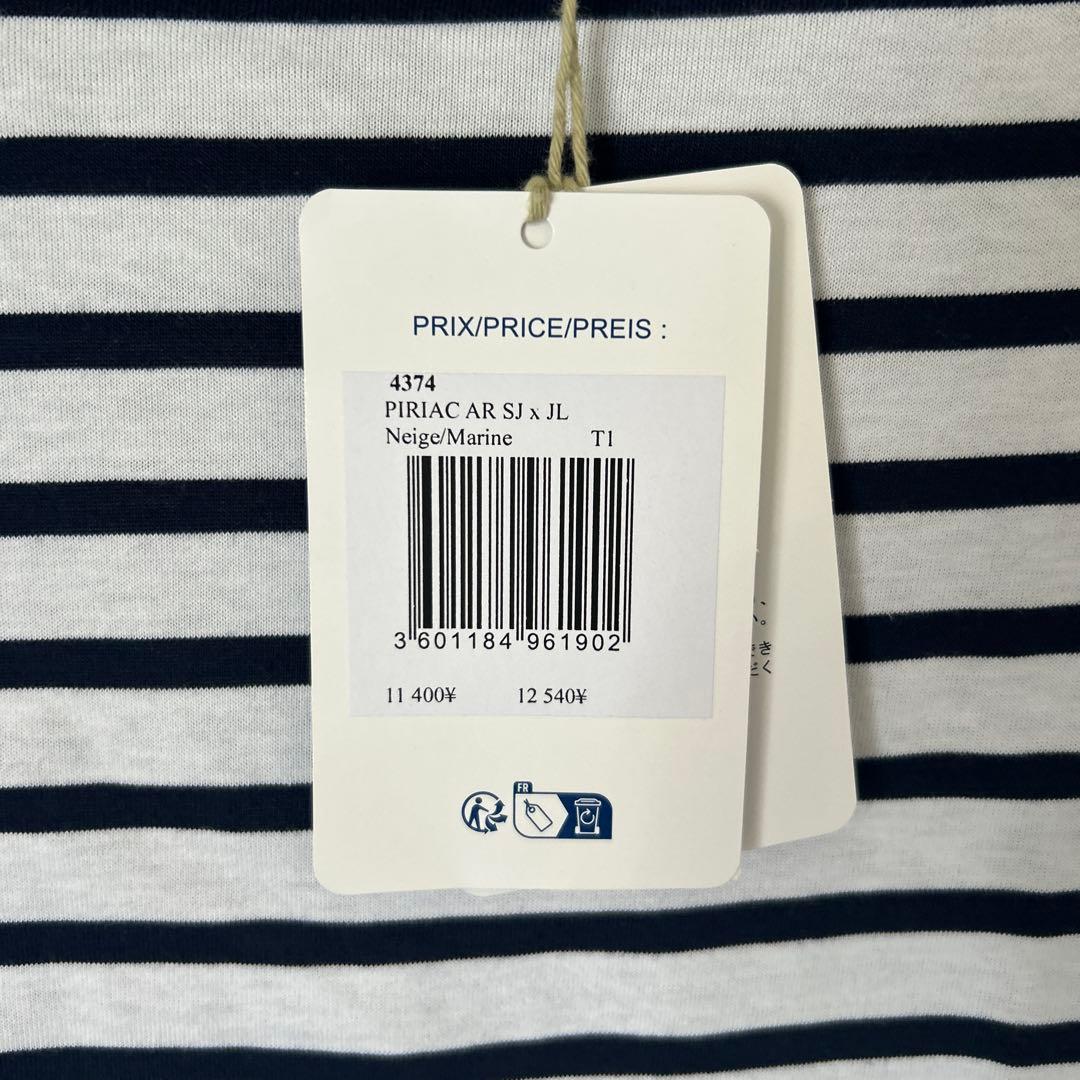 PRIX/PRICE/PREIS :
4374
PIRIAC AR SJ x JL
Neige/Marine T1
3 601184 961902
11 400¥ 12 540¥
FR